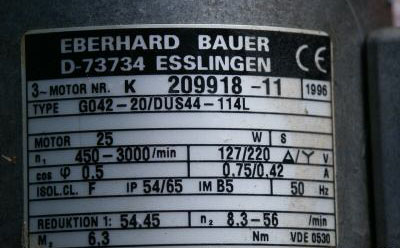 EBERHARD BAUER
D-73734 ESSLINGEN CE
3~MOTOR NR. K 209918 -11 1996
TYPE G042-20/DUS44-114L
MOTOR 25 W S
n₁ 450-3000/min 127/220 △/Y V
cos φ 0.5 0.75/0.42 A
ISOL.CL. F IP 54/65 IM B5 50 Hz
REDUKTION 1: 54.45 n₂ 8.3-56 /min
M₂ 6.3 Nm VDE 0530